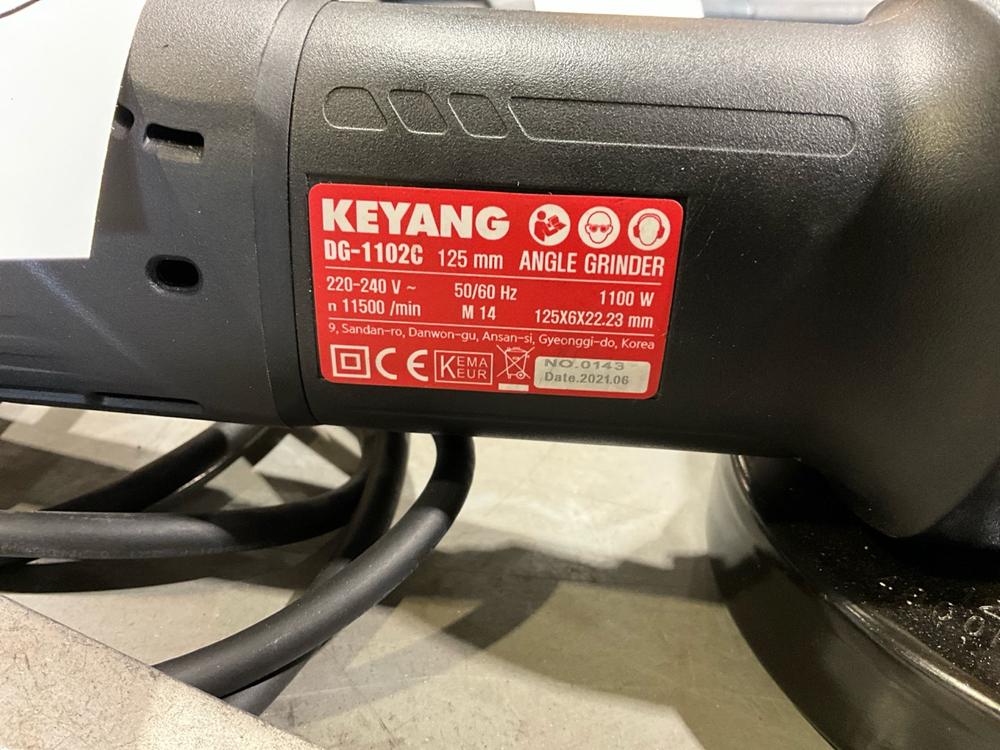 KEYANG
DG-1102C 125 mm ANGLE GRINDER
220-240 V ~ 50/60 Hz 1100 W
n 11500 /min M 14 125X6X22.23 mm
9, Sandan-ro, Danwon-gu, Ansan-si, Gyeonggi-do, Korea
CE KEMA KEUR NO.0143
Date.2021.06